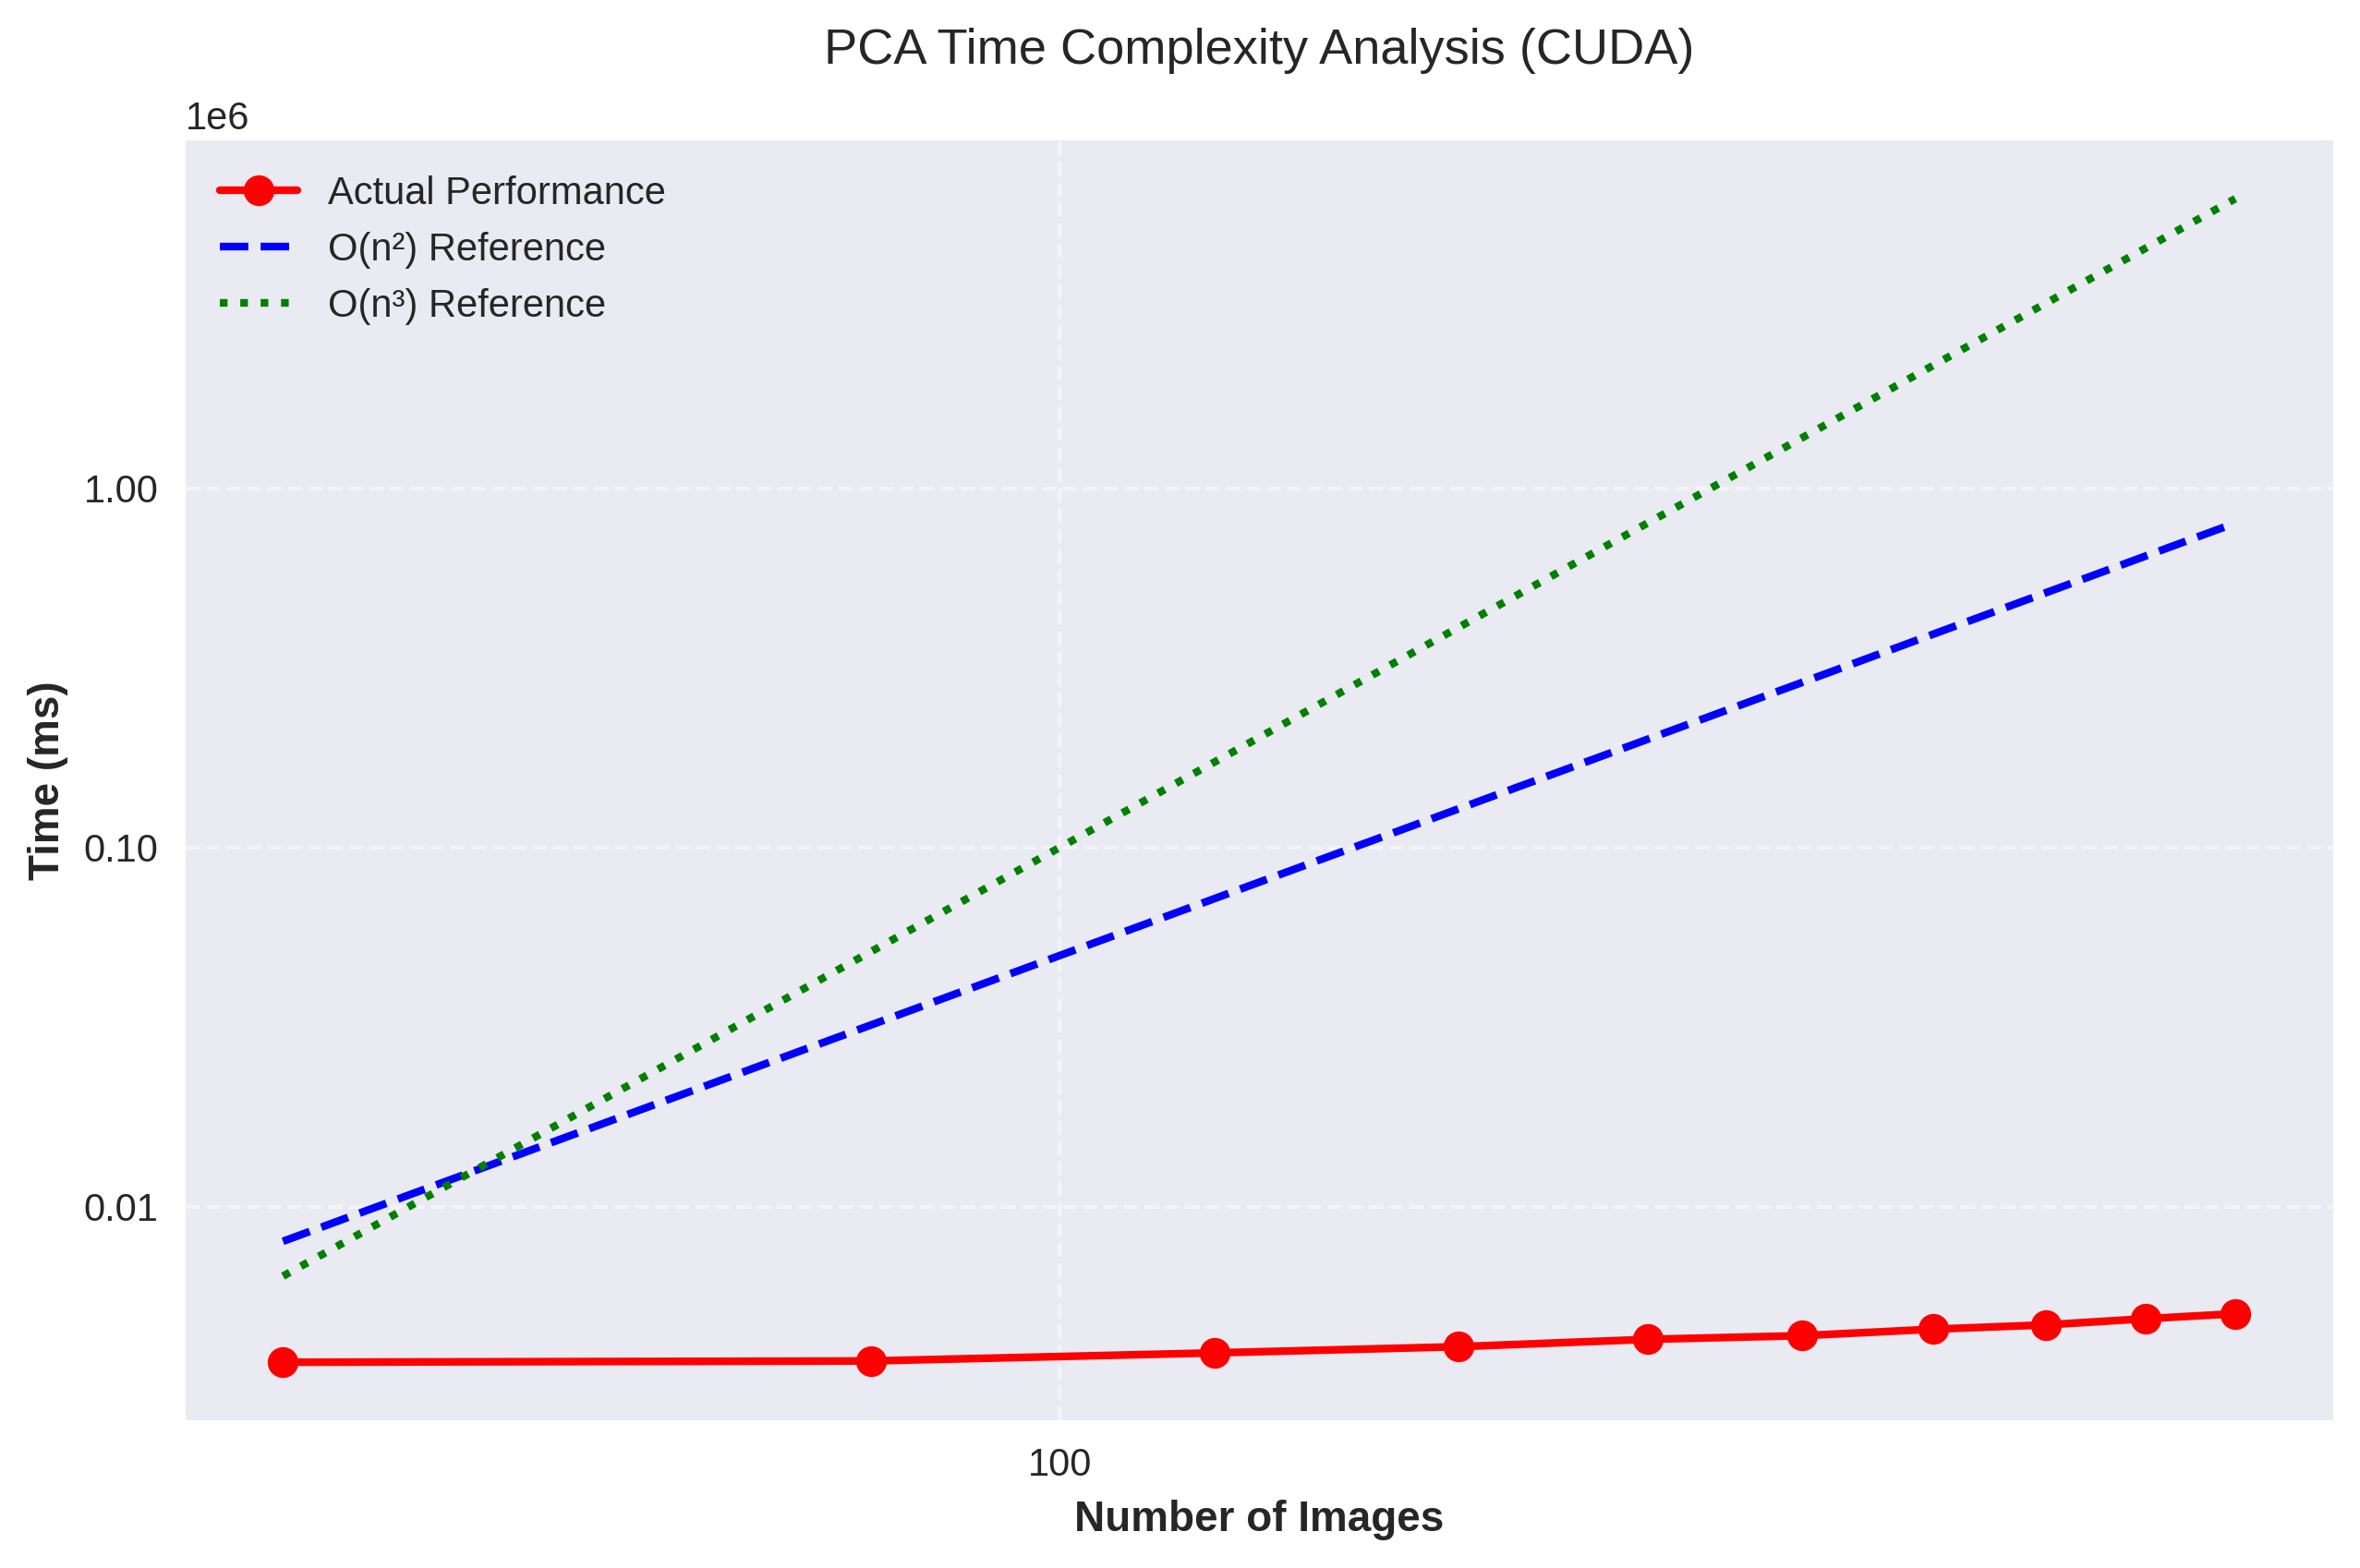 PCA Time Complexity Analysis (CUDA)
1e6
Actual Performance
O(n²) Reference
O(n³) Reference
1.00
0.10
0.01
Time (ms)
100
Number of Images